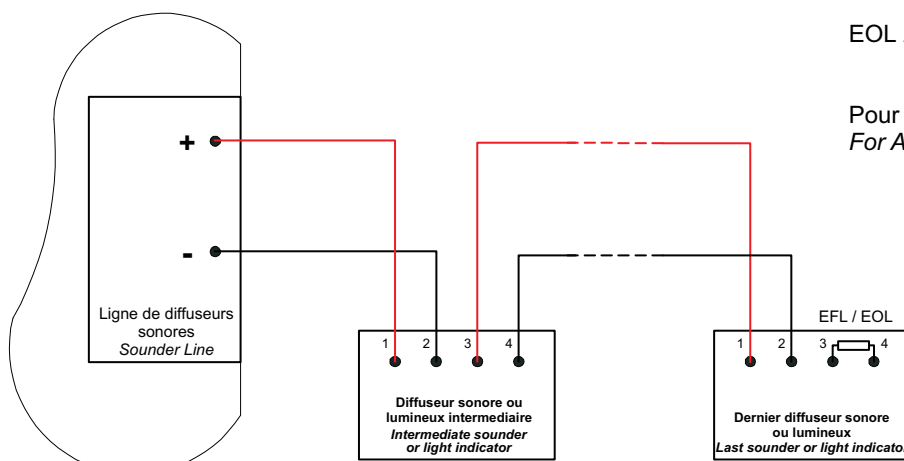 EOL
Pour
For A
+
-
Ligne de diffuseurs
sonores
Sounder Line
1 2 3 4
Diffuseur sonore ou
lumineux intermediaire
Intermediate sounder
or light indicator
EFL / EOL
1 2 3 4
Dernier diffuseur sonore
ou lumineux
Last sounder or light indicator